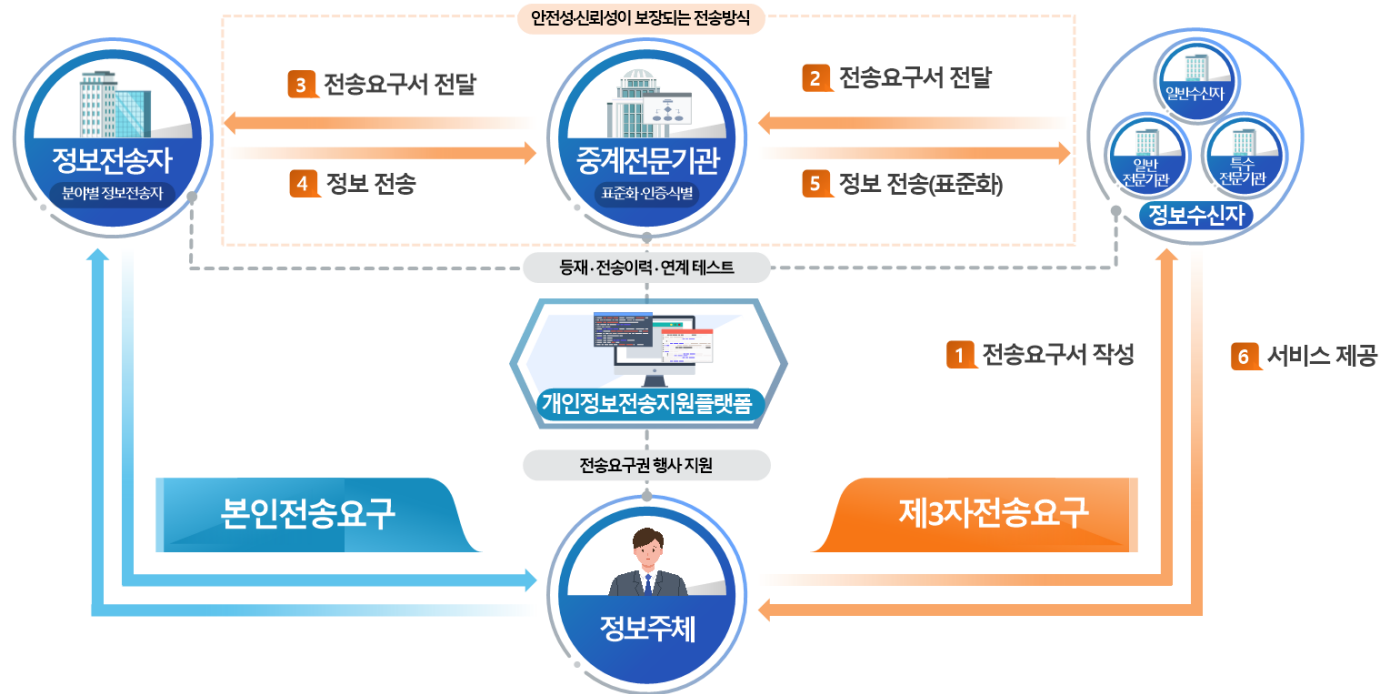 안전성·신뢰성이 보장되는 전송방식
3 전송요구서 전달
2 전송요구서 전달
일반수신자
정보전송자
분야별 정보전송자
중계전문기관
표준화·인증·식별
일반
전문기관
특수
전문기관
4 정보 전송
5 정보 전송(표준화)
정보수신자
등재·전송이력·연계 테스트
1 전송요구서 작성
6 서비스 제공
개인정보전송지원플랫폼
전송요구권 행사 지원
본인전송요구
제3자전송요구
정보주체